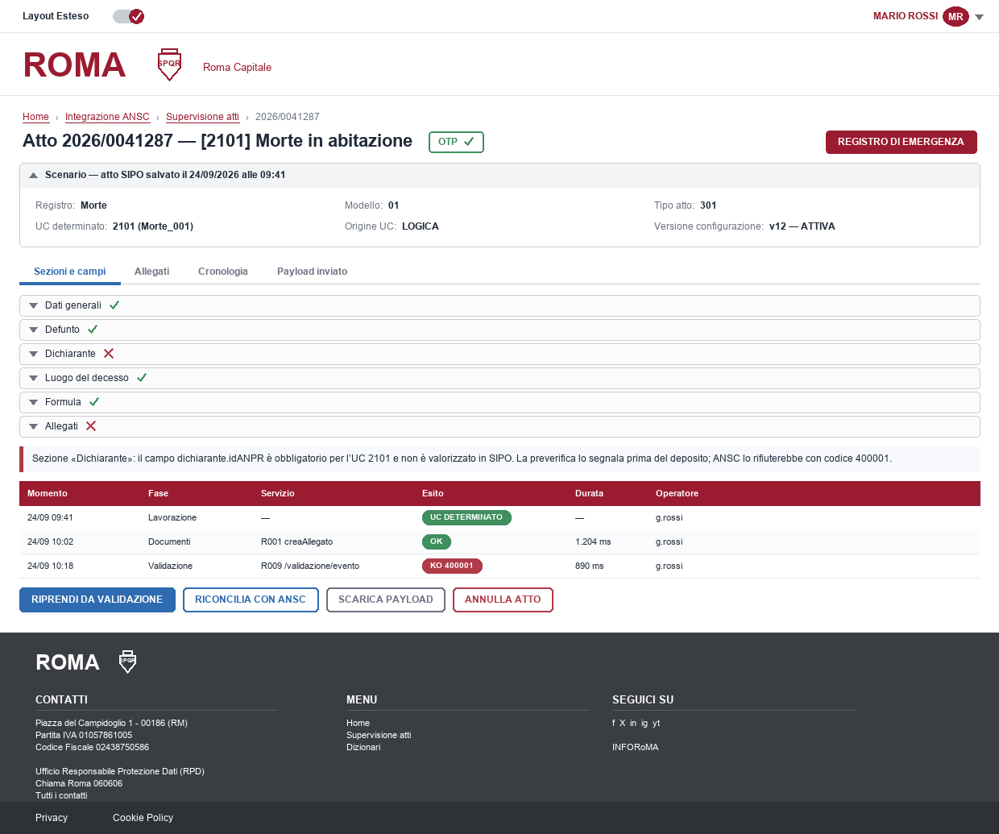 Layout Esteso
MARIO ROSSI MR
ROMA SPQR Roma Capitale
Home › Integrazione ANSC › Supervisione atti › 2026/0041287
Atto 2026/0041287 — [2101] Morte in abitazione OTP
REGISTRO DI EMERGENZA
Scenario — atto SIPO salvato il 24/09/2026 alle 09:41
Registro: Morte Modello: 01 Tipo atto: 301
UC determinato: 2101 (Morte_001) Origine UC: LOGICA Versione configurazione: v12 — ATTIVA
Sezioni e campi Allegati Cronologia Payload inviato
Dati generali
Defunto
Dichiarante
Luogo del decesso
Formula
Allegati
Sezione «Dichiarante»: il campo dichiarante.idANPR è obbligatorio per l'UC 2101 e non è valorizzato in SIPO. La preverifica lo segnala prima del deposito; ANSC lo rifiuterebbe con codice 400001.
Momento Fase Servizio Esito Durata Operatore
24/09 09:41 Lavorazione — UC DETERMINATO — g.rossi
24/09 10:02 Documenti R001 creaAllegato OK 1.204 ms g.rossi
24/09 10:18 Validazione R009 /validazione/evento KO 400001 890 ms g.rossi
RIPRENDI DA VALIDAZIONE RICONCILIA CON ANSC SCARICA PAYLOAD ANNULLA ATTO
ROMA SPQR
CONTATTI
Piazza del Campidoglio 1 - 00186 (RM)
Partita IVA 01057861005
Codice Fiscale 02438750586
Ufficio Responsabile Protezione Dati (RPD)
Chiama Roma 060606
Tutti i contatti
MENU
Home
Supervisione atti
Dizionari
SEGUICI SU
f X in ig yt
INFORoMA
Privacy Cookie Policy